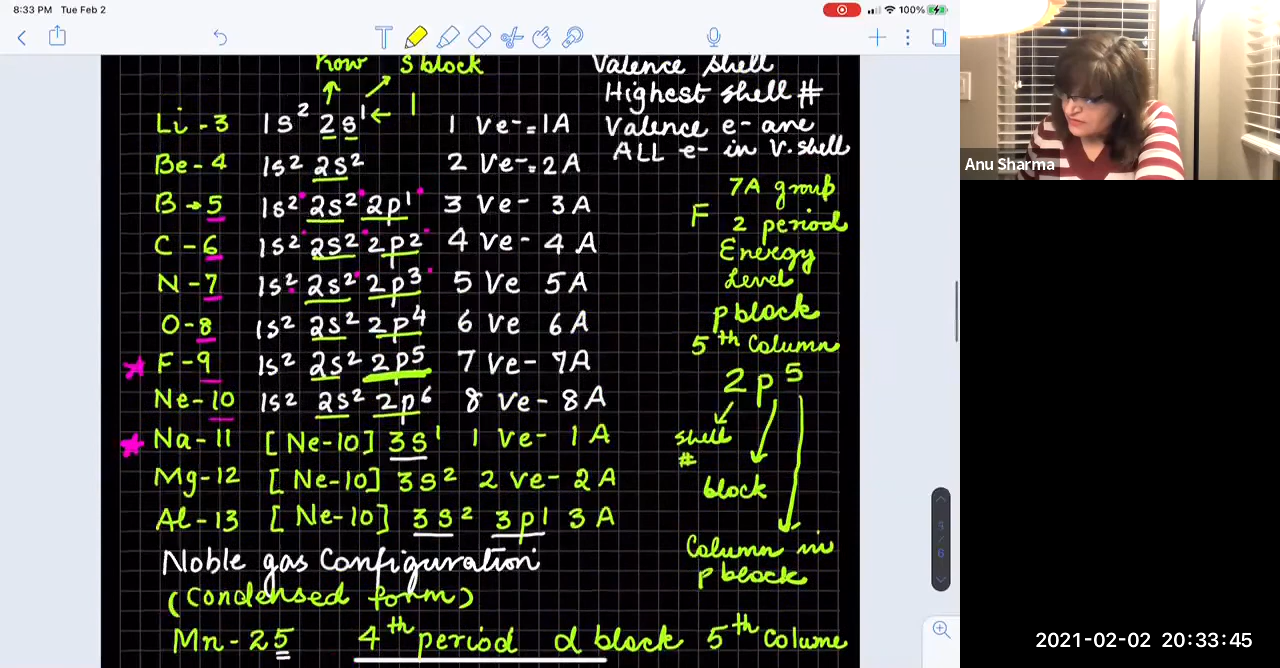 8:33 PM Tue Feb 2
100%
Row
S block
Li - 3 1s² 2s¹ ← 1 1 Ve- = 1A
Be - 4 1s² 2s² 2 Ve- = 2A
B - 5 1s² 2s² 2p¹ 3 Ve- 3A
C - 6 1s² 2s² 2p² 4 Ve- 4A
N - 7 1s² 2s² 2p³ 5 Ve 5A
O - 8 1s² 2s² 2p⁴ 6 Ve 6A
F - 9 1s² 2s² 2p⁵ 7 Ve- 7A
Ne - 10 1s² 2s² 2p⁶ 8 Ve- 8A
Na - 11 [Ne-10] 3s¹ 1 Ve- 1A
Mg - 12 [Ne-10] 3s² 2 Ve- 2A
Al - 13 [Ne-10] 3s² 3p¹ 3A
Noble gas Configuration
(Condensed form)
Mn - 25 4th period d block 5th Colume
Valence shell
Highest shell #
Valence e- are
ALL e- in V. shell
7A group
F 2 period
Energy
Level
p block
5th Column
2p5
shell
#
block
Column in
p block
5
/
6
Anu Sharma
2021-02-02 20:33:45